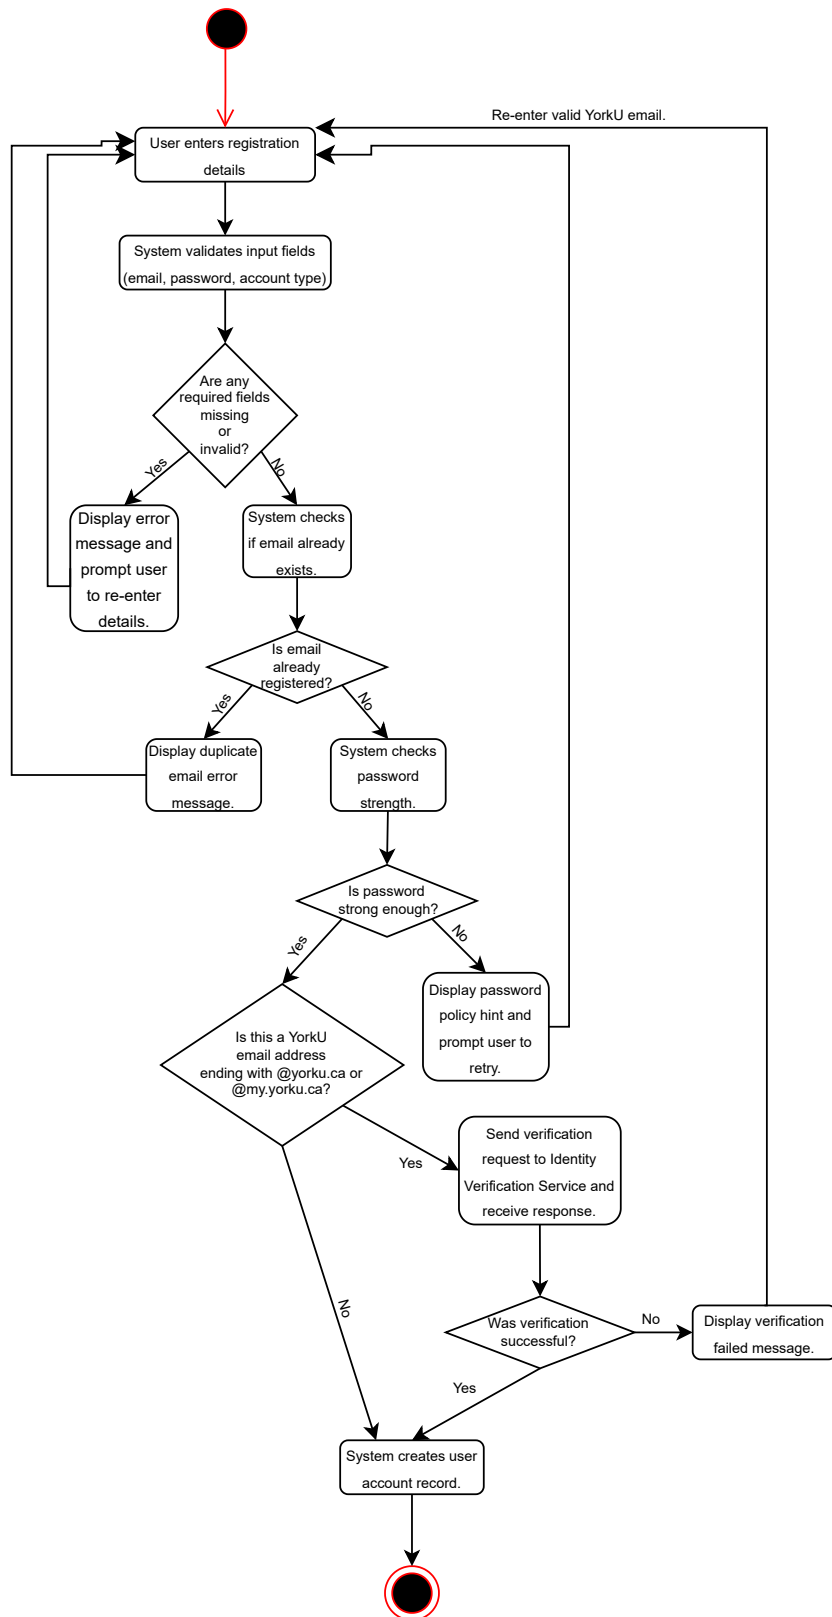 Re-enter valid YorkU email.
User enters registration
details
System validates input fields
(email, password, account type)
Are any
required fields
missing
or
invalid?
Yes
No
Display error
message and
prompt user
to re-enter
details.
System checks
if email already
exists.
Is email
already
registered?
Yes
No
Display duplicate
email error
message.
System checks
password
strength.
Is password
strong enough?
Yes
No
Display password
policy hint and
prompt user to
retry.
Is this a YorkU
email address
ending with @yorku.ca or
@my.yorku.ca?
Yes
Send verification
request to Identity
Verification Service and
receive response.
No
Was verification
successful?
No
Display verification
failed message.
Yes
System creates user
account record.